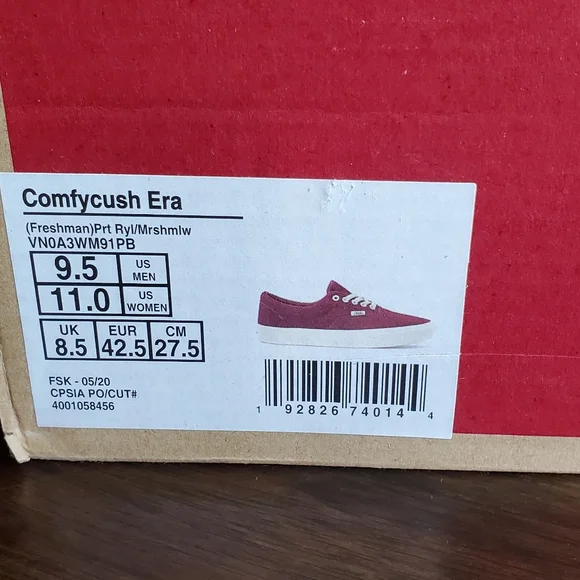 Comfycush Era
(Freshman)Prt Ryl/Mrshmlw
VN0A3WM91PB
9.5 US MEN
11.0 US WOMEN
UK EUR CM
8.5 42.5 27.5
FSK - 05/20
CPSIA PO/CUT#
4001058456
1 92826 74014 4